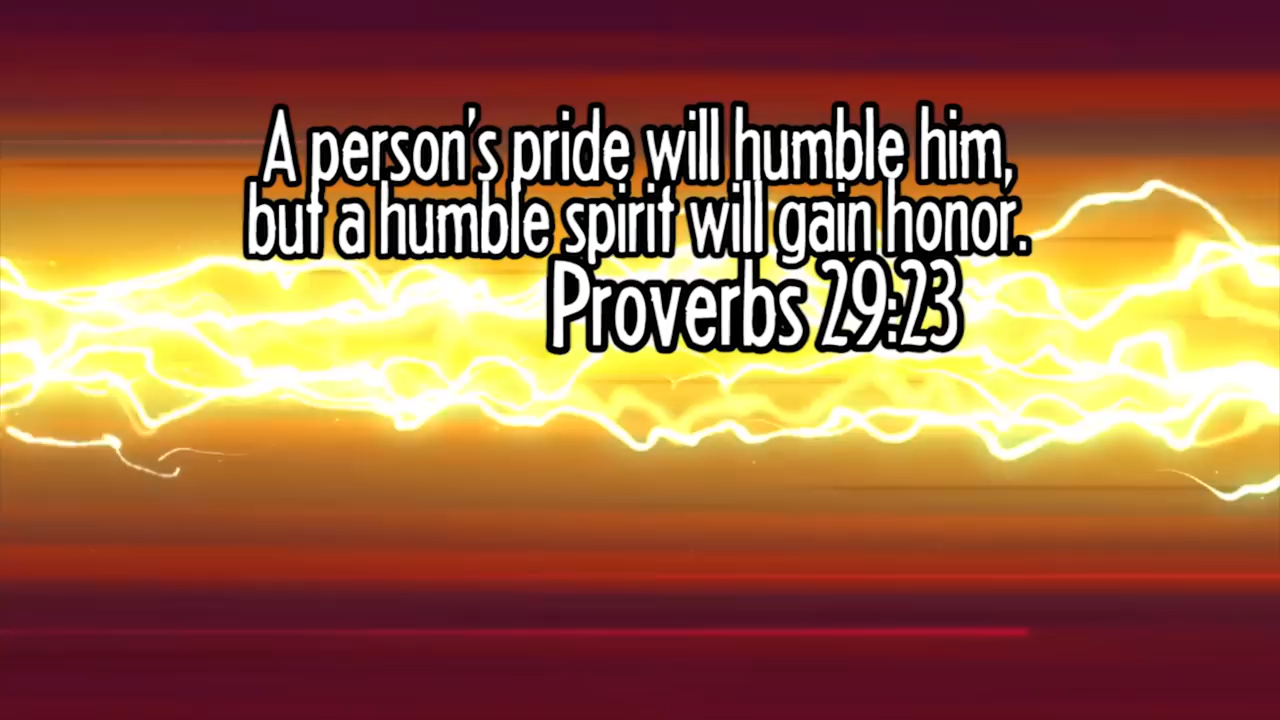 A person's pride will humble him,
but a humble spirit will gain honor.
Proverbs 29:23